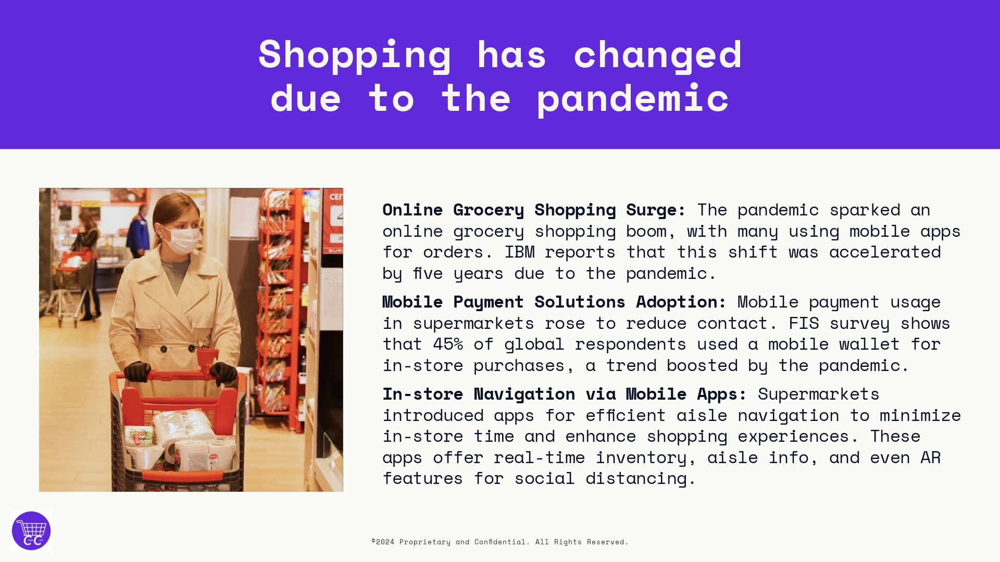 Shopping has changed
due to the pandemic
СЕГ
Online Grocery Shopping Surge: The pandemic sparked an
online grocery shopping boom, with many using mobile apps
for orders. IBM reports that this shift was accelerated
by five years due to the pandemic.
Mobile Payment Solutions Adoption: Mobile payment usage
in supermarkets rose to reduce contact. FIS survey shows
that 45% of global respondents used a mobile wallet for
in-store purchases, a trend boosted by the pandemic.
In-store Navigation via Mobile Apps: Supermarkets
introduced apps for efficient aisle navigation to minimize
in-store time and enhance shopping experiences. These
apps offer real-time inventory, aisle info, and even AR
features for social distancing.
CC
©2024 Proprietary and Confidential. All Rights Reserved.